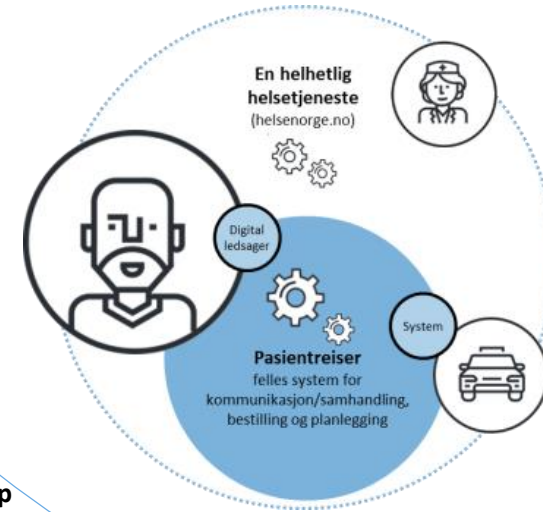 En helhetlig
helsetjeneste
(helsenorge.no)
Digital
ledsager
System
Pasientreiser
felles system for
kommunikasjon/samhandling,
bestilling og planlegging
p